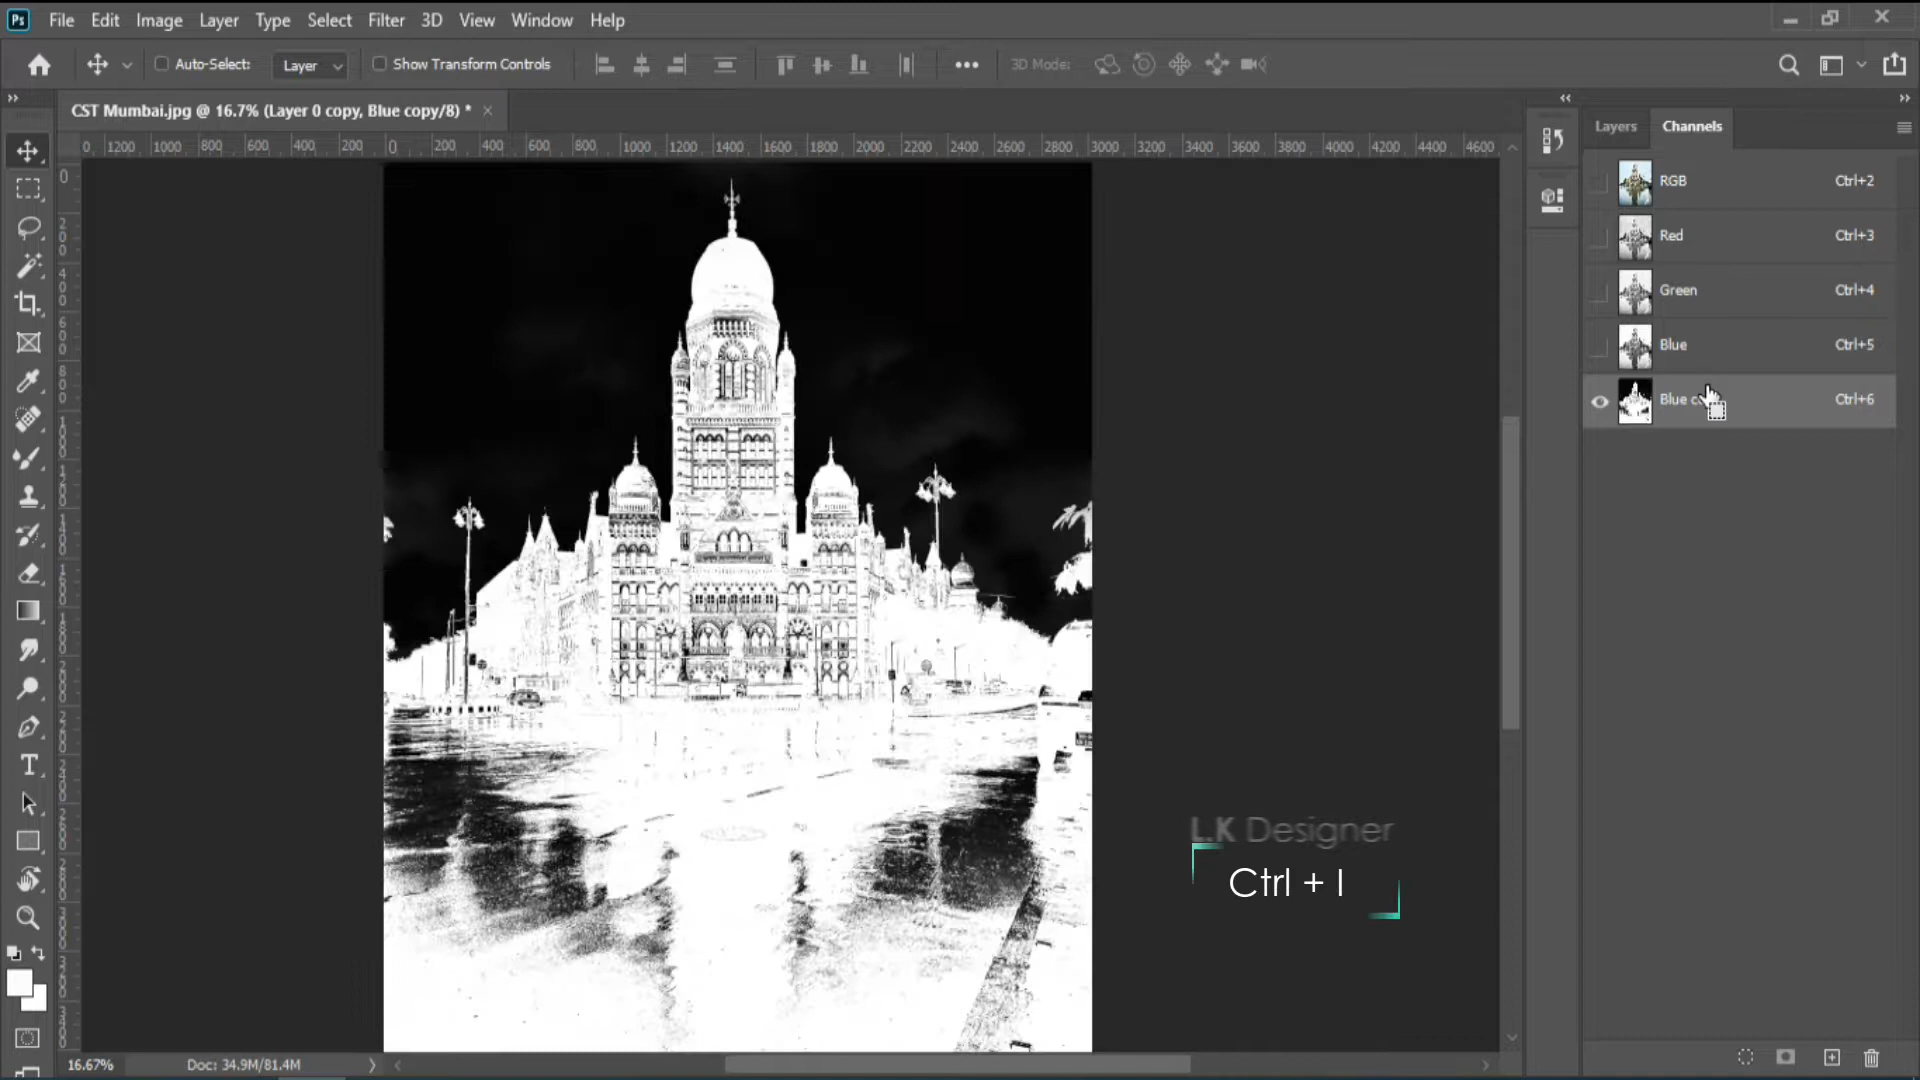 Ps File Edit Image Layer Type Select Filter 3D View Window Help
Auto-Select: Layer Show Transform Controls 3D Mode:
CST Mumbai.jpg @ 16.7% (Layer 0 copy, Blue copy/8) *
Layers Channels
0 1200 1000 800 600 400 200 0 200 400 600 800 1000 1200 1400 1600 1800 2000 2200 2400 2600 2800 3000 3200 3400 3600 3800 4000 4200 4400 4600
RGB Ctrl+2
Red Ctrl+3
Green Ctrl+4
Blue Ctrl+5
Blue Ctrl+6
L.K Designer
Ctrl + I
16.67% Doc: 34.9M/81.4M